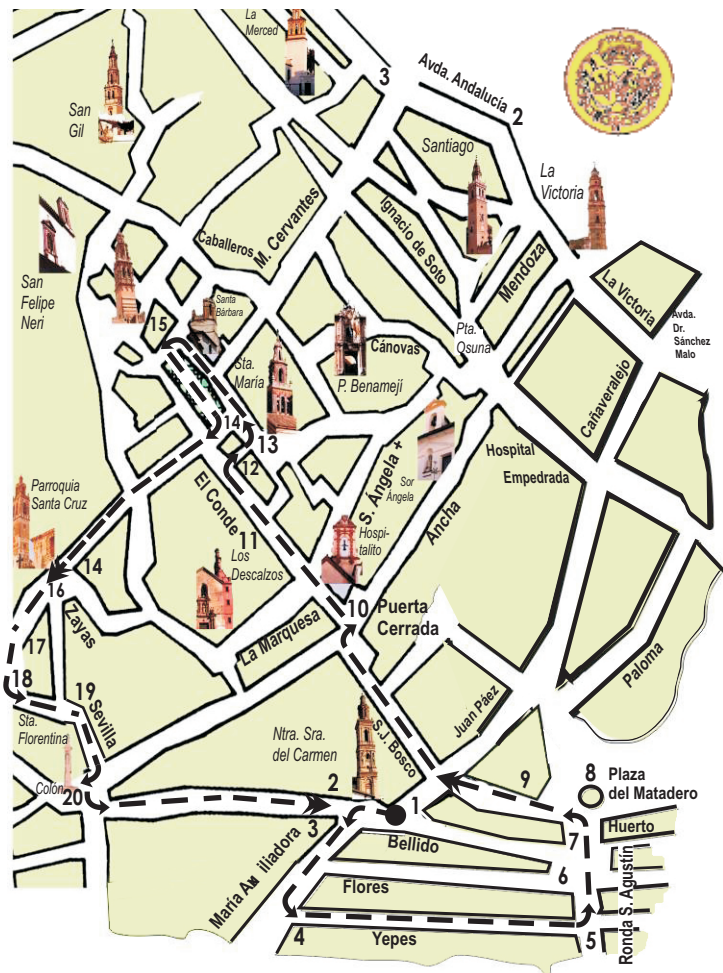 La
Merced
3
Avda. Andalucía
2
San
Gil
Santiago
La
Victoria
Caballeros
M. Cervantes
Ignacio de Soto
Mendoza
La Victoria
San
Felipe
Neri
Santa
Bárbara
15
Sta.
María
Cánovas
P. Benamejí
Pta.
Osuna
Avda.
Dr.
Sánchez
Malo
Cañaveralejo
14
13
12
Hospital
Empedrada
Parroquia
Santa Cruz
El Conde
11
S. Ángela +
Sor
Ángela
Ancha
Hospi-
talito
Los
Descalzos
14
16
10
Puerta
Cerrada
Zayas
La Marquesa
17
18
19
Sevilla
Sta.
Florentina
Juan Páez
Paloma
Ntra. Sra.
del Carmen
S.J. Bosco
Colón
20
2
3
1
9
8
Plaza
del Matadero
7
Huerto
María Au iliadora
Bellido
6
Flores
Ronda S. Agustín
4
Yepes
5